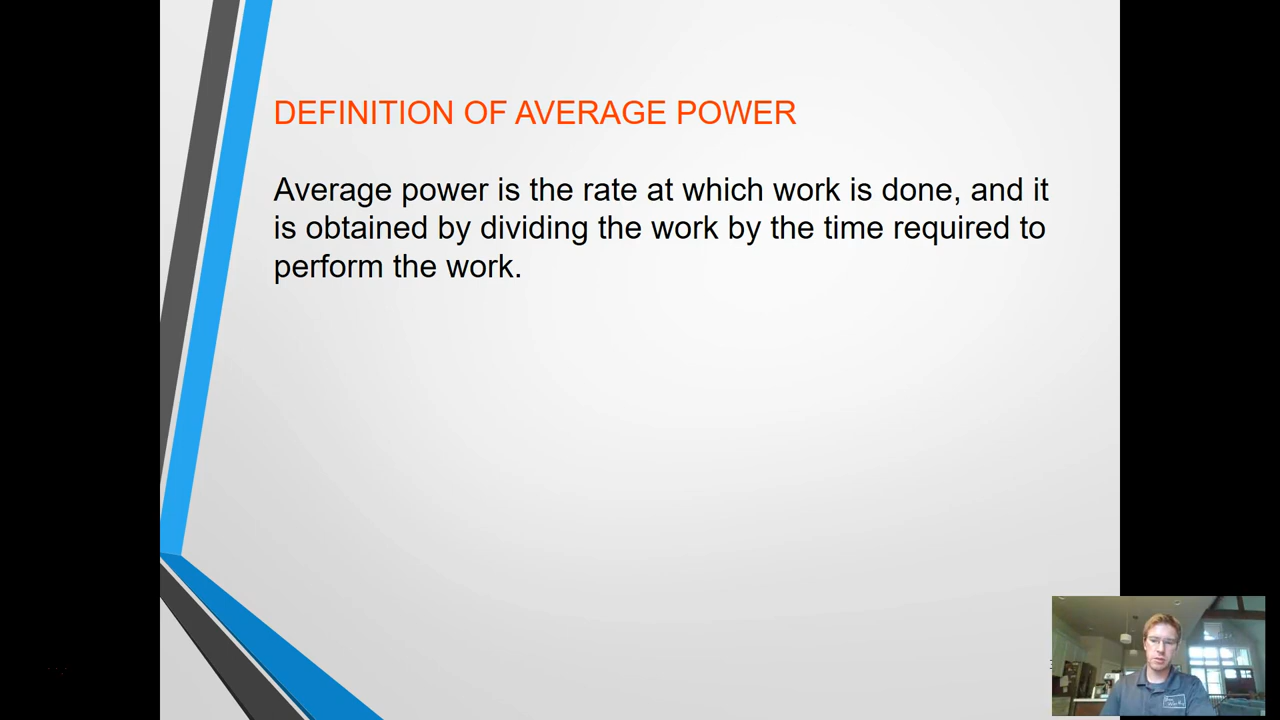 DEFINITION OF AVERAGE POWER
Average power is the rate at which work is done, and it
is obtained by dividing the work by the time required to
perform the work.